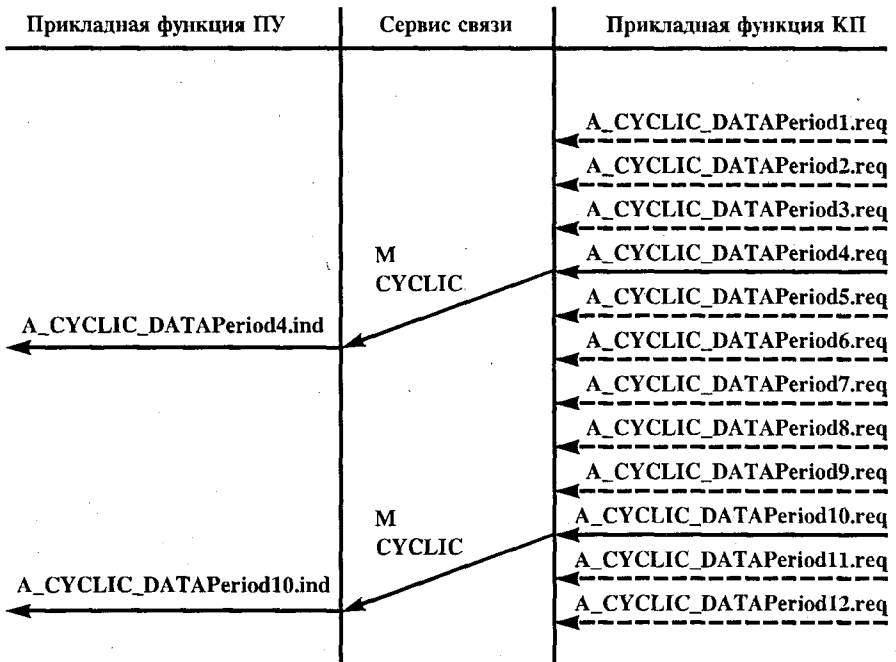 Прикладная функция ПУ
Сервис связи
Прикладная функция КП
A_CYCLIC_DATAPeriod1.req
A_CYCLIC_DATAPeriod2.req
A_CYCLIC_DATAPeriod3.req
A_CYCLIC_DATAPeriod4.req
M
CYCLIC
A_CYCLIC_DATAPeriod5.req
A_CYCLIC_DATAPeriod4.ind
A_CYCLIC_DATAPeriod6.req
A_CYCLIC_DATAPeriod7.req
A_CYCLIC_DATAPeriod8.req
A_CYCLIC_DATAPeriod9.req
M
CYCLIC
A_CYCLIC_DATAPeriod10.req
A_CYCLIC_DATAPeriod11.req
A_CYCLIC_DATAPeriod10.ind
A_CYCLIC_DATAPeriod12.req